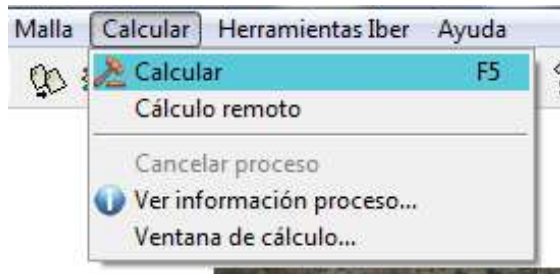 Malla Calcular Herramientas Iber Ayuda
Calcular F5
Cálculo remoto
Cancelar proceso
Ver información proceso...
Ventana de cálculo...